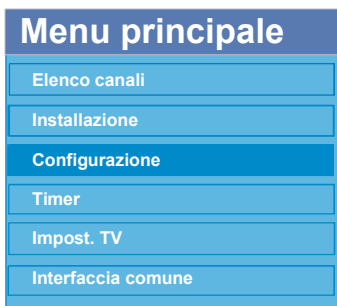 Menu principale
Elenco canali
Installazione
Configurazione
Timer
Impost. TV
Interfaccia comune